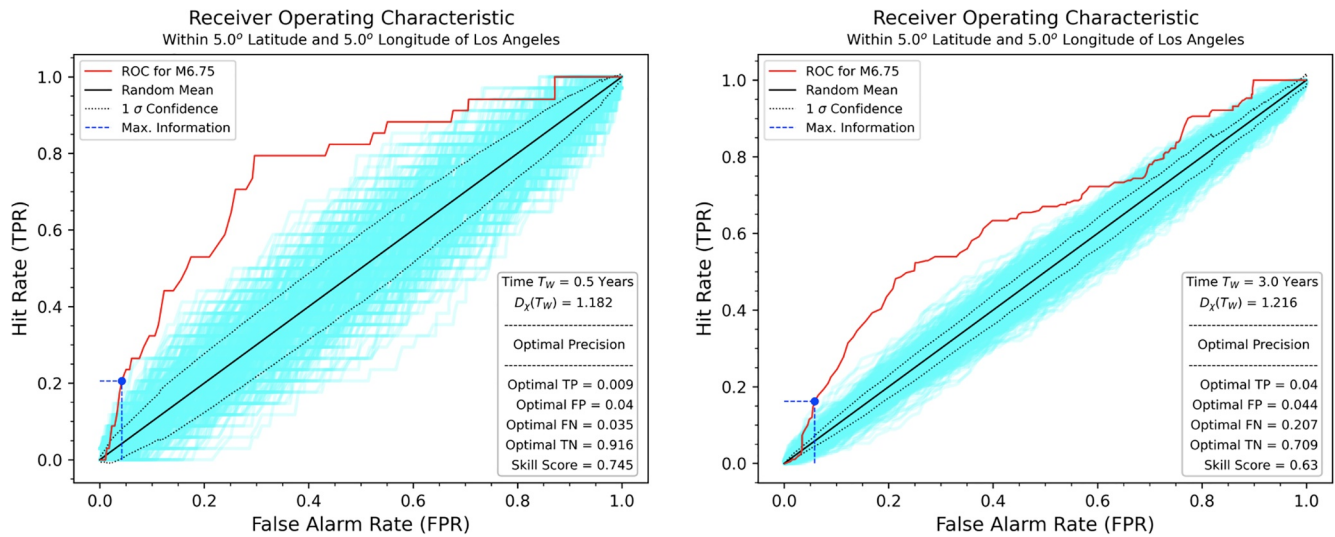 Receiver Operating Characteristic
Within 5.0° Latitude and 5.0° Longitude of Los Angeles
ROC for M6.75
Random Mean
1 σ Confidence
Max. Information
1.0
0.8
0.6
0.4
0.2
0.0
Hit Rate (TPR)
Time T_W = 0.5 Years
D_χ(T_W) = 1.182
--------------------
Optimal Precision
--------------------
Optimal TP = 0.009
Optimal FP = 0.04
Optimal FN = 0.035
Optimal TN = 0.916
Skill Score = 0.745
0.0 0.2 0.4 0.6 0.8 1.0
False Alarm Rate (FPR)
Receiver Operating Characteristic
Within 5.0° Latitude and 5.0° Longitude of Los Angeles
ROC for M6.75
Random Mean
1 σ Confidence
Max. Information
1.0
0.8
0.6
0.4
0.2
0.0
Hit Rate (TPR)
Time T_W = 3.0 Years
D_χ(T_W) = 1.216
--------------------
Optimal Precision
--------------------
Optimal TP = 0.04
Optimal FP = 0.044
Optimal FN = 0.207
Optimal TN = 0.709
Skill Score = 0.63
0.0 0.2 0.4 0.6 0.8 1.0
False Alarm Rate (FPR)